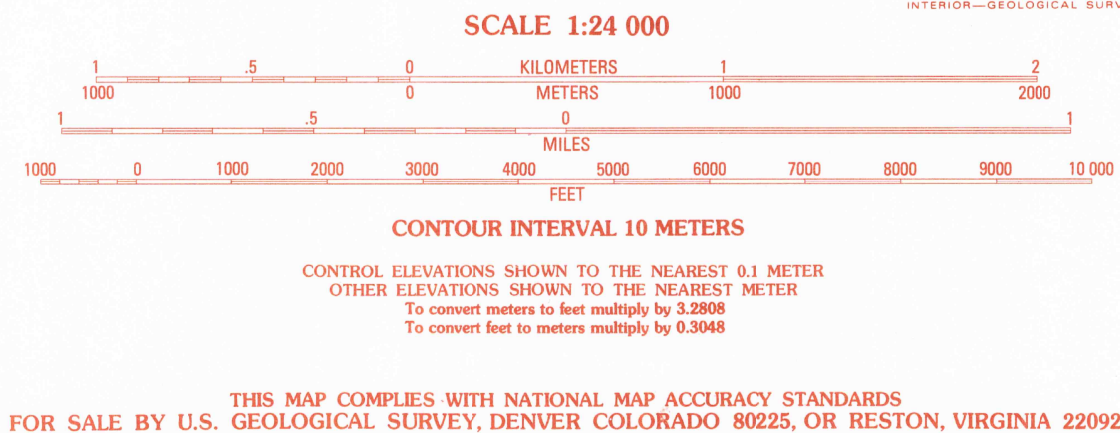 INTERIOR—GEOLOGICAL SURV
SCALE 1:24 000
1 .5 0 KILOMETERS 1 2
1000 0 METERS 1000 2000
1 .5 0 1
MILES
1000 0 1000 2000 3000 4000 5000 6000 7000 8000 9000 10 000
FEET
CONTOUR INTERVAL 10 METERS
CONTROL ELEVATIONS SHOWN TO THE NEAREST 0.1 METER
OTHER ELEVATIONS SHOWN TO THE NEAREST METER
To convert meters to feet multiply by 3.2808
To convert feet to meters multiply by 0.3048
THIS MAP COMPLIES WITH NATIONAL MAP ACCURACY STANDARDS
FOR SALE BY U.S. GEOLOGICAL SURVEY, DENVER COLORADO 80225, OR RESTON, VIRGINIA 22092